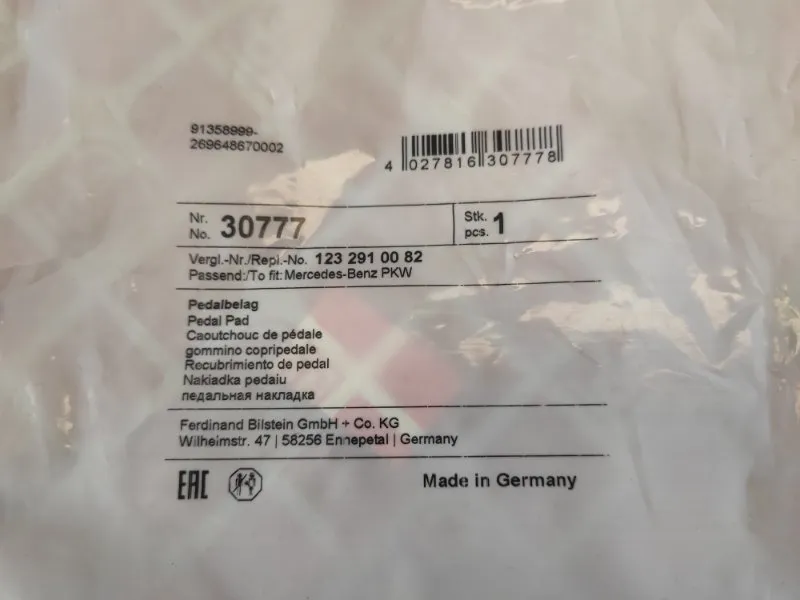 91358999-
269648670002
4 027816 307778
Nr.
No. 30777
Stk.
pcs. 1
Vergl.-Nr./Repl.-No. 123 291 00 82
Passend:/To fit: Mercedes-Benz PKW
Pedalbelag
Pedal Pad
Caoutchouc de pédale
gommino copripedale
Recubrimiento de pedal
Nakładka pedału
педальная накладка
Ferdinand Bilstein GmbH + Co. KG
Wilhelmstr. 47 | 58256 Ennepetal | Germany
EAC
Made in Germany